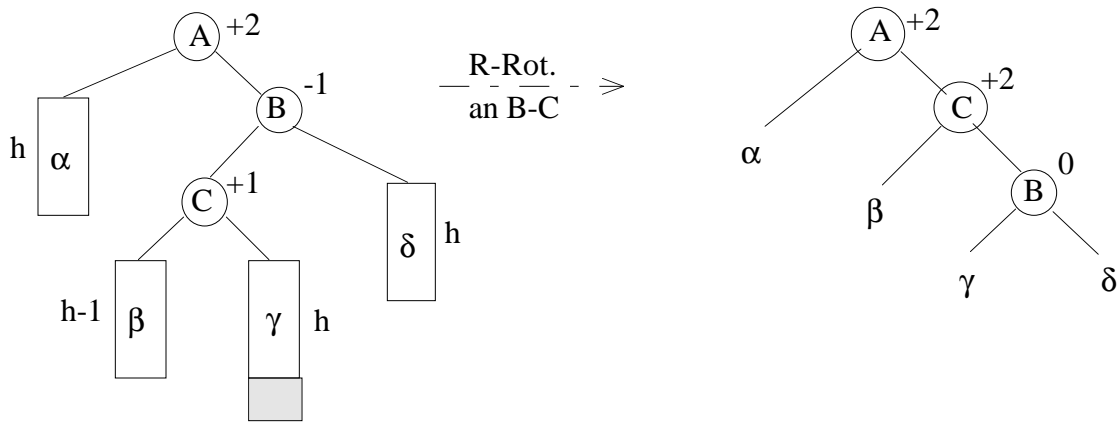 A +2
B -1
h α
C +1
δ h
h-1 β
γ h
R-Rot.
an B-C
A +2
C +2
α
B 0
β
γ
δ